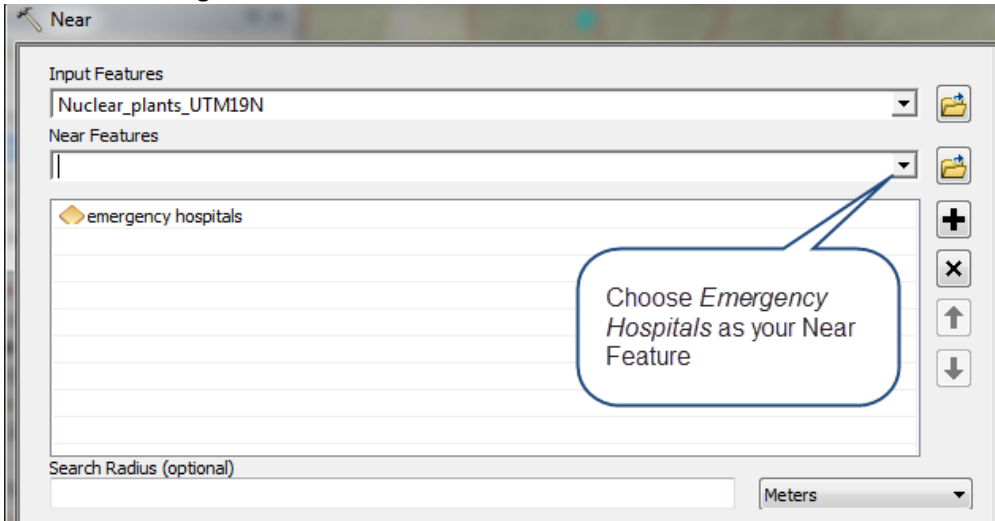 Near
Input Features
Nuclear_plants_UTM19N
Near Features
emergency hospitals
Choose Emergency
Hospitals as your Near
Feature
Search Radius (optional)
Meters